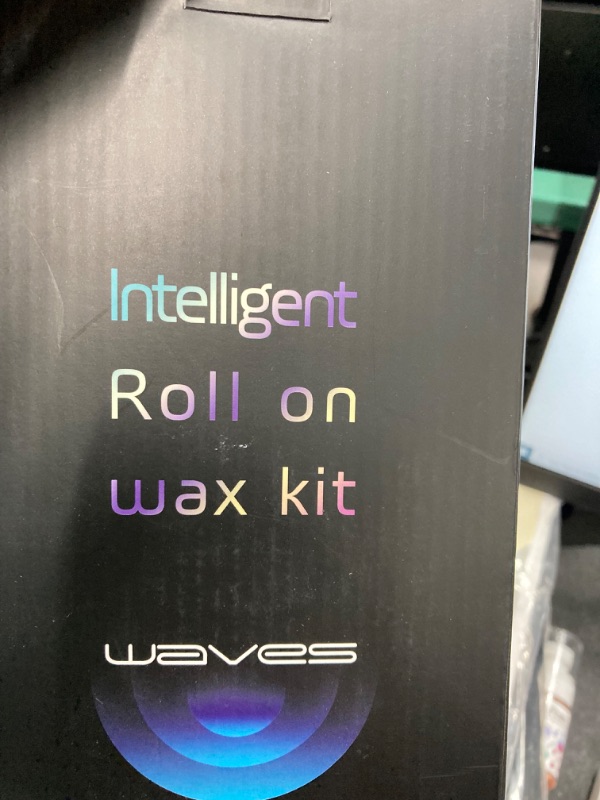 Intelligent
Roll on
wax kit
waves